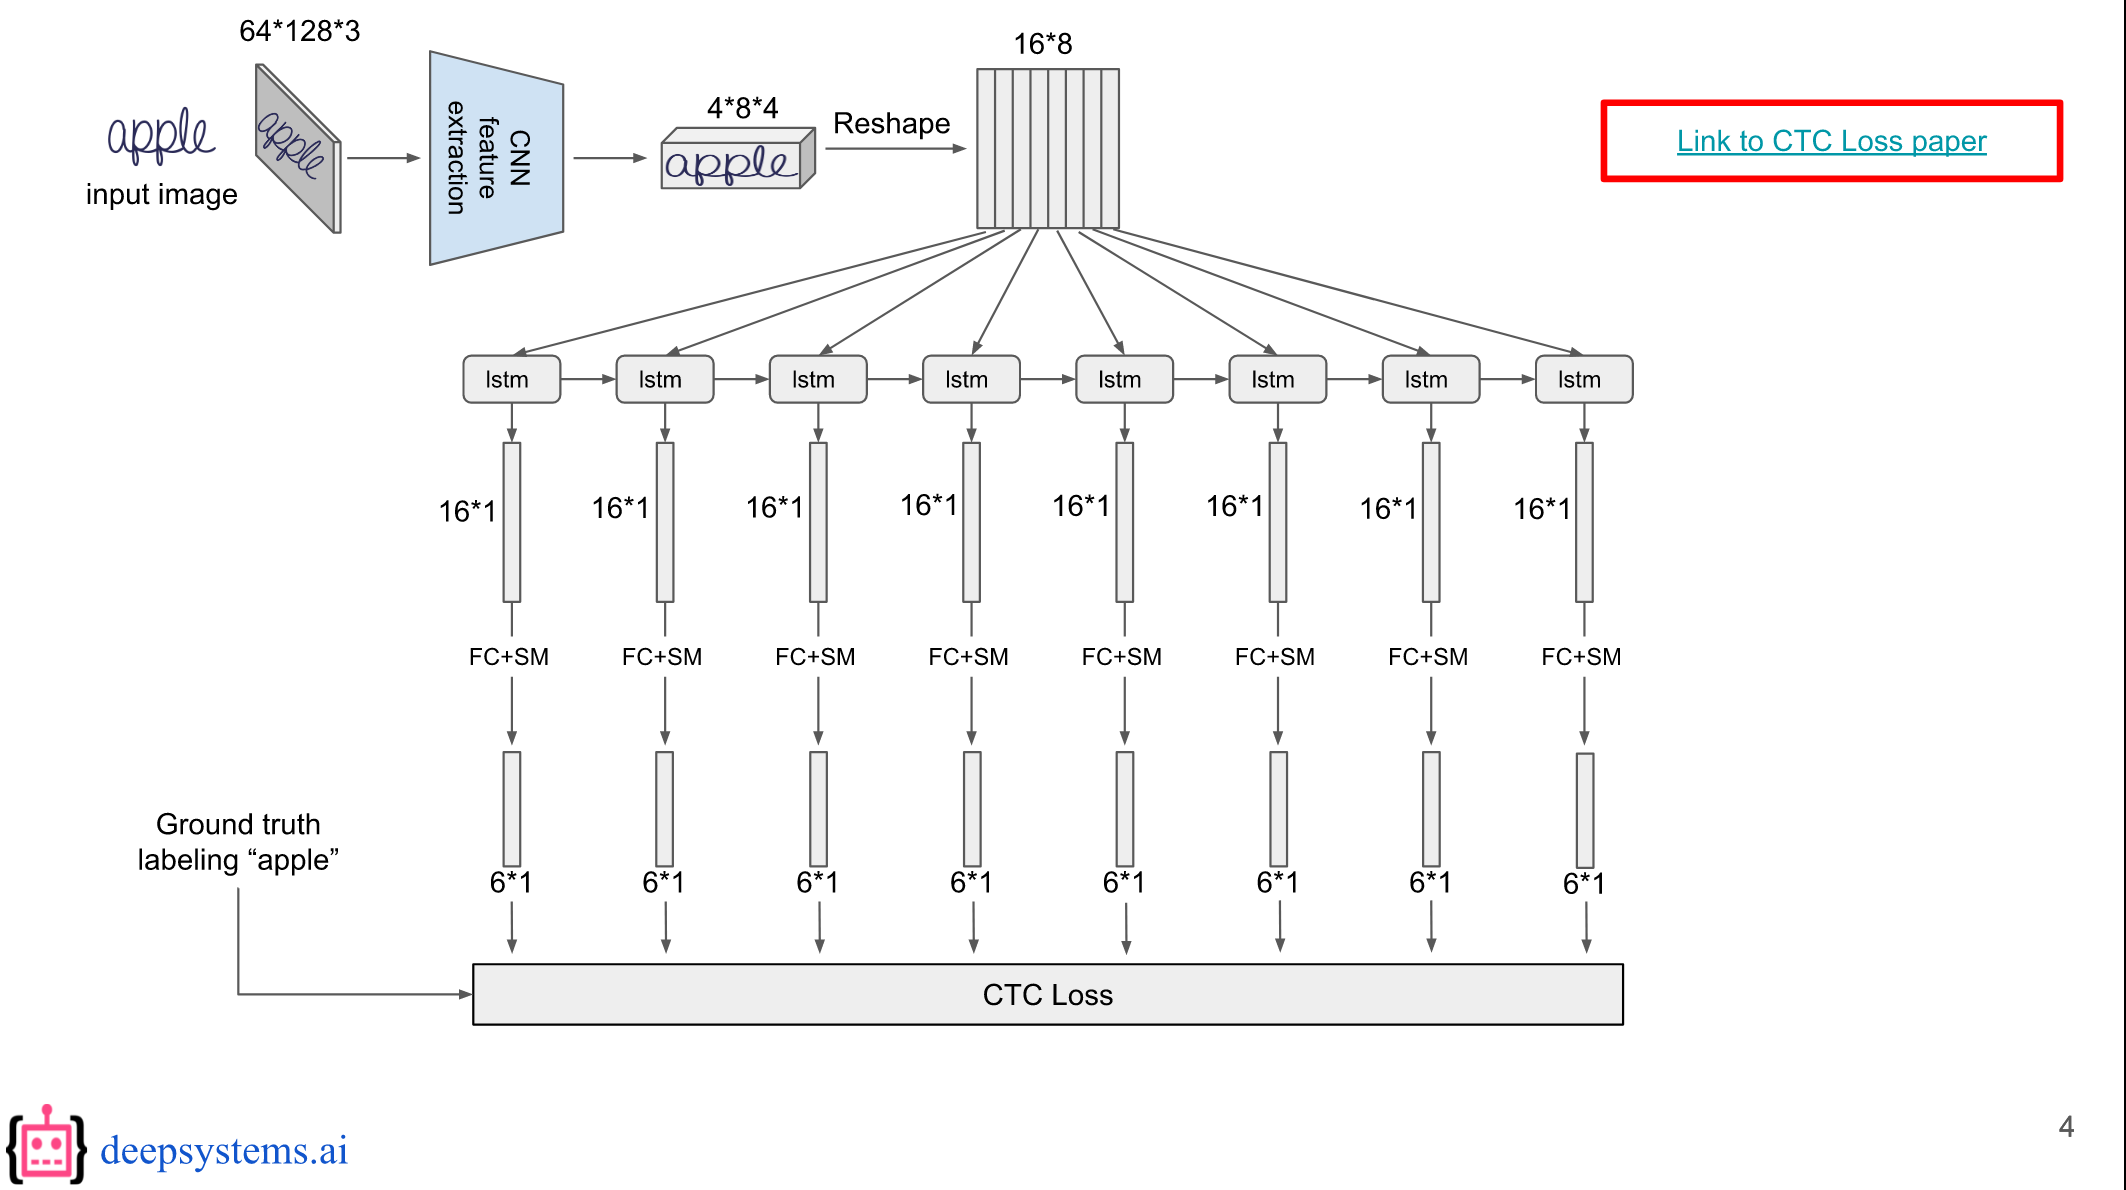 64*128*3
apple
input image
apple
CNN
feature
extraction
4*8*4
apple
Reshape
16*8
Link to CTC Loss paper
lstm lstm lstm lstm lstm lstm lstm lstm
16*1 16*1 16*1 16*1 16*1 16*1 16*1 16*1
FC+SM FC+SM FC+SM FC+SM FC+SM FC+SM FC+SM FC+SM
Ground truth
labeling “apple”
6*1 6*1 6*1 6*1 6*1 6*1 6*1 6*1
CTC Loss
deepsystems.ai
4